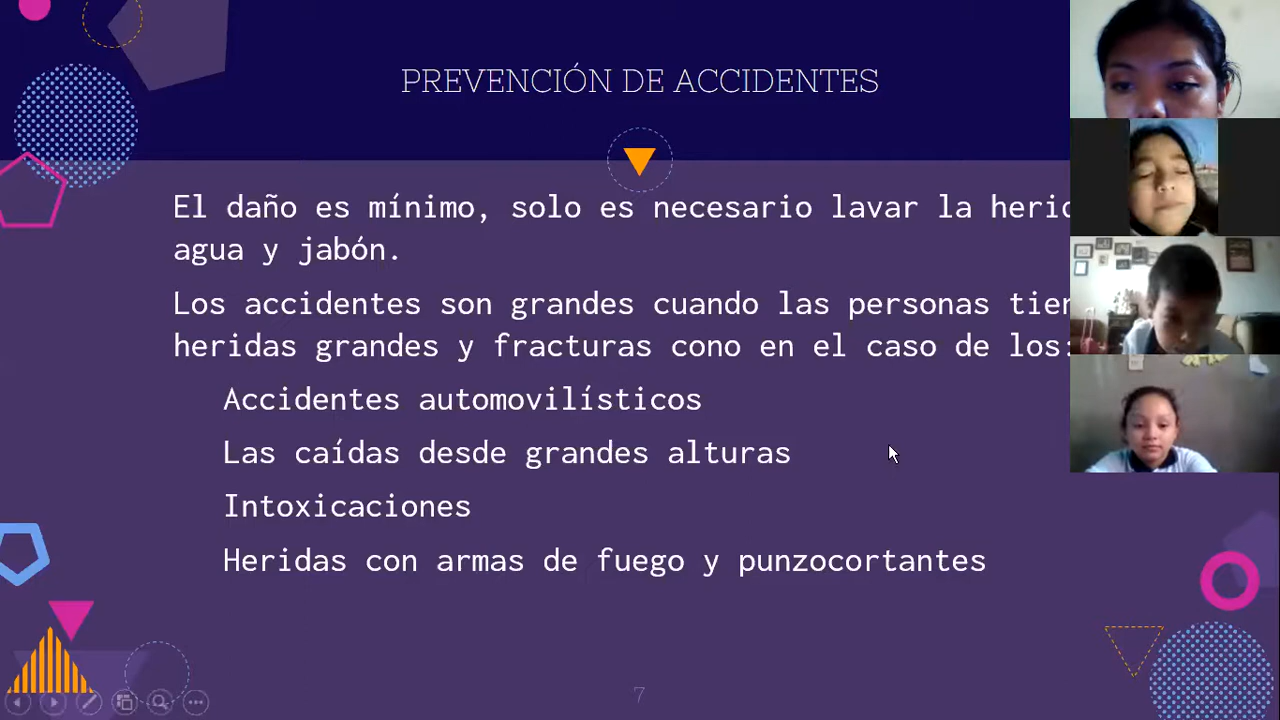 PREVENCIÓN DE ACCIDENTES
El daño es mínimo, solo es necesario lavar la
agua y jabón.
Los accidentes son grandes cuando las personas
heridas grandes y fracturas cono en el caso de los:
Accidentes automovilísticos
Las caídas desde grandes alturas
Intoxicaciones
Heridas con armas de fuego y punzocortantes
7